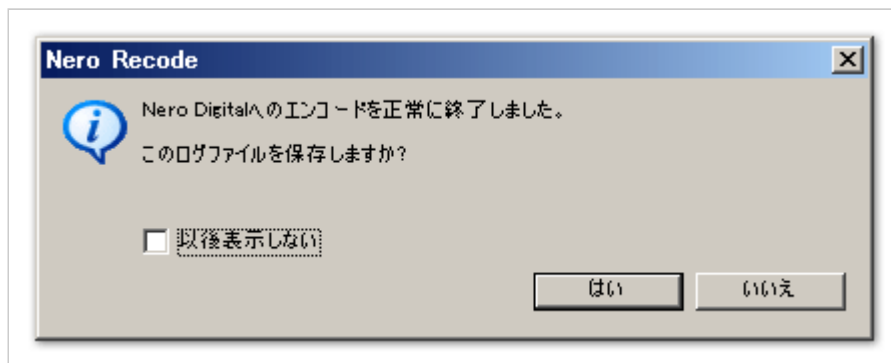 Nero Recode
Nero Digitalへのエンコードを正常に終了しました。
このログファイルを保存しますか?
以後表示しない
はい
いいえ